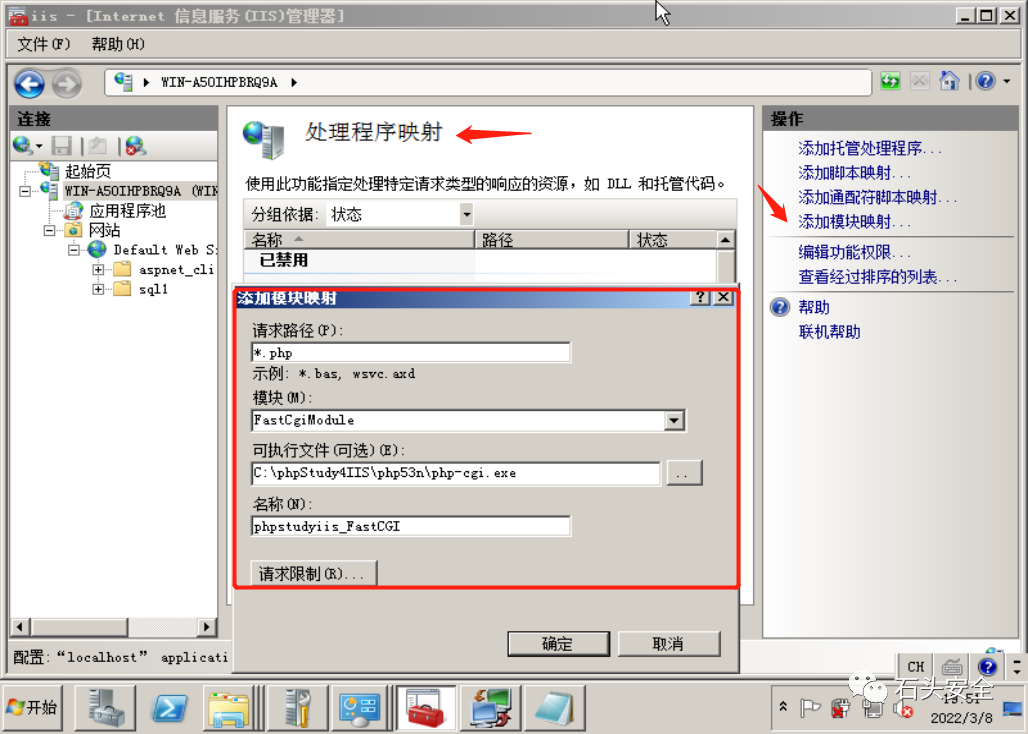 iis - [Internet 信息服务(IIS)管理器]
文件(F) 帮助(H)
WIN-A50IHPBRQ9A
连接
起始页
WIN-A50IHPBRQ9A (WIN
应用程序池
网站
Default Web S
aspnet_cli
sql1
处理程序映射
使用此功能指定处理特定请求类型的响应的资源，如 DLL 和托管代码。
分组依据: 状态
名称 路径 状态
已禁用
添加模块映射
请求路径(P):
*.php
示例: *.bas, wsvc.axd
模块(M):
FastCgiModule
可执行文件(可选)(E):
C:\phpStudy4IIS\php53n\php-cgi.exe
..
名称(N):
phpstudyiis_FastCGI
请求限制(R)...
确定 取消
操作
添加托管处理程序...
添加脚本映射...
添加通配符脚本映射...
添加模块映射...
编辑功能权限...
查看经过排序的列表...
帮助
联机帮助
配置:“localhost” applicati
CH
开始
石头安全
2022/3/8